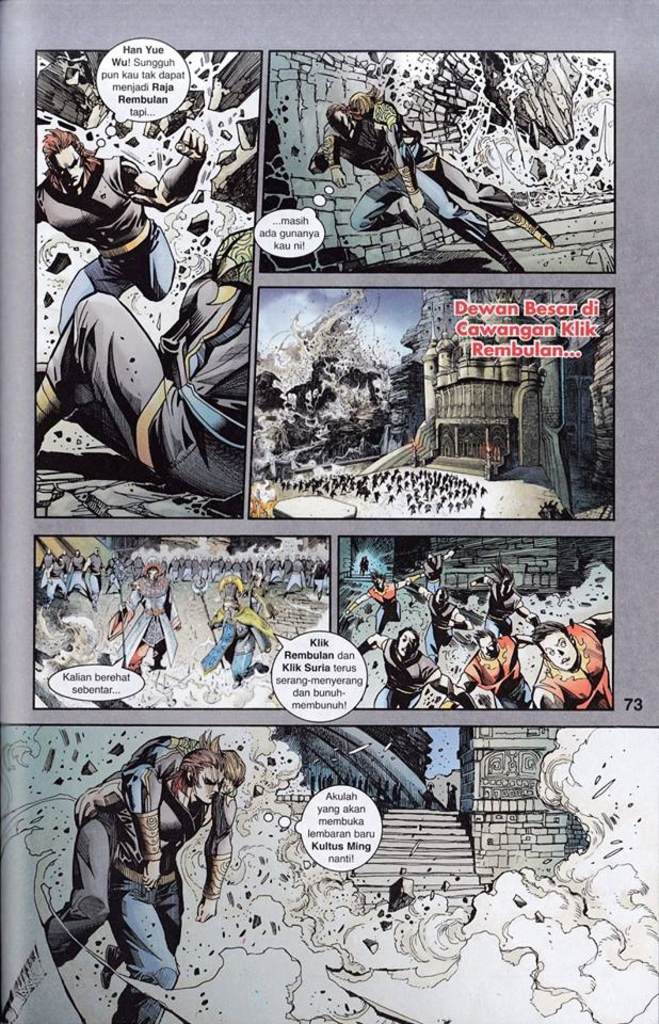 Han Yue
Wu! Sungguh
pun kau tak dapat
menjadi Raja
Rembulan
tapi...
...masih
ada gunanya
kau ni!
Dewan Besar di
Cawangan Klik
Rembulan...
Kalian berehat
sebentar...
Klik
Rembulan dan
Klik Suria terus
serang-menyerang
dan bunuh-
membunuh!
73
Akulah
yang akan
membuka
lembaran baru
Kultus Ming
nanti!